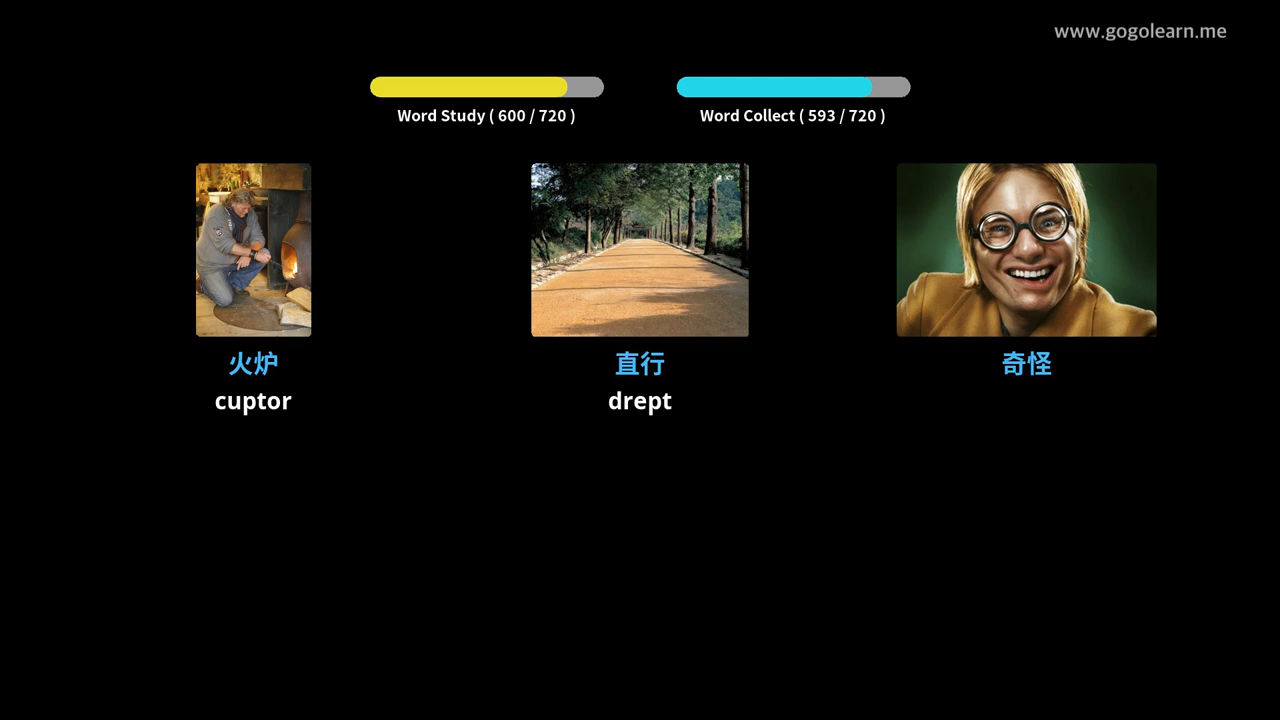 www.gogolearn.me
Word Study ( 600 / 720 )
Word Collect ( 593 / 720 )
火炉
直行
奇怪
cuptor
drept